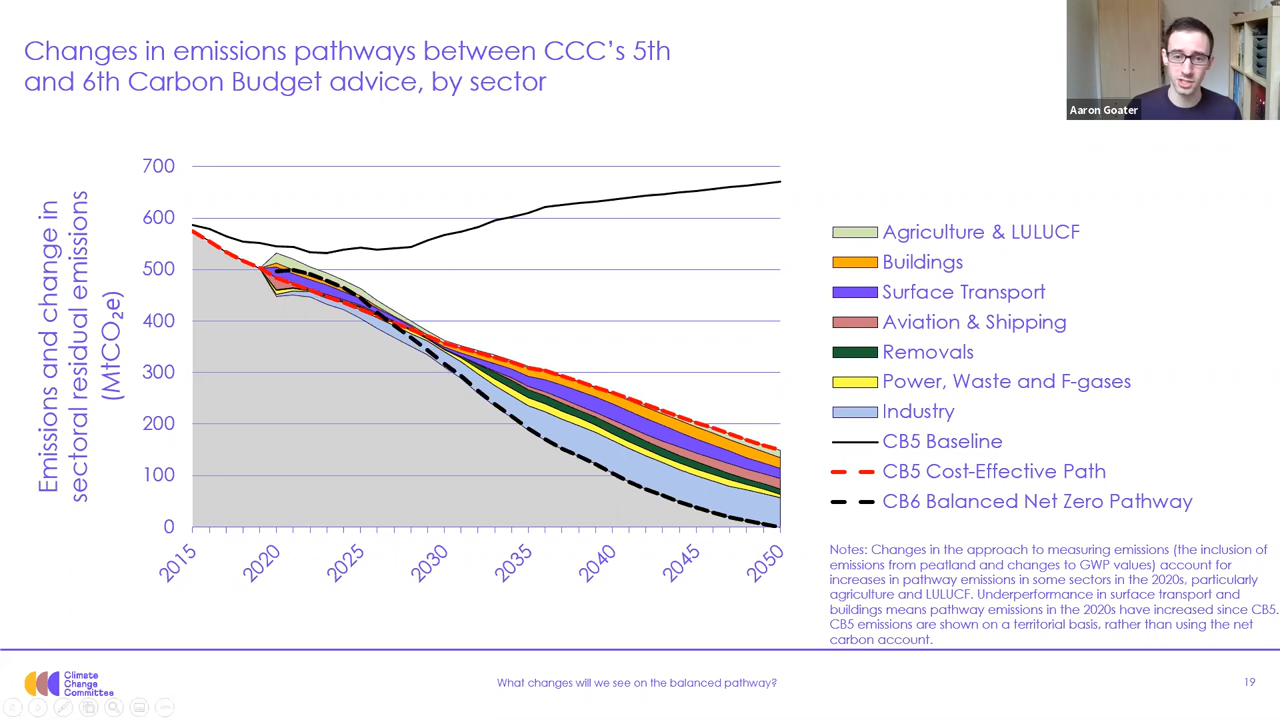 Changes in emissions pathways between CCC's 5th
and 6th Carbon Budget advice, by sector
Aaron Goater
Emissions and change in
sectoral residual emissions
(MtCO₂e)
700
600
500
400
300
200
100
0
2015
2020
2025
2030
2035
2040
2045
2050
Agriculture & LULUCF
Buildings
Surface Transport
Aviation & Shipping
Removals
Power, Waste and F-gases
Industry
CB5 Baseline
CB5 Cost-Effective Path
CB6 Balanced Net Zero Pathway
Notes: Changes in the approach to measuring emissions (the inclusion of
emissions from peatland and changes to GWP values) account for
increases in pathway emissions in some sectors in the 2020s, particularly
agriculture and LULUCF. Underperformance in surface transport and
buildings means pathway emissions in the 2020s have increased since CB5.
CB5 emissions are shown on a territorial basis, rather than using the net
carbon account.
Climate
Change
Committee
What changes will we see on the balanced pathway?
19